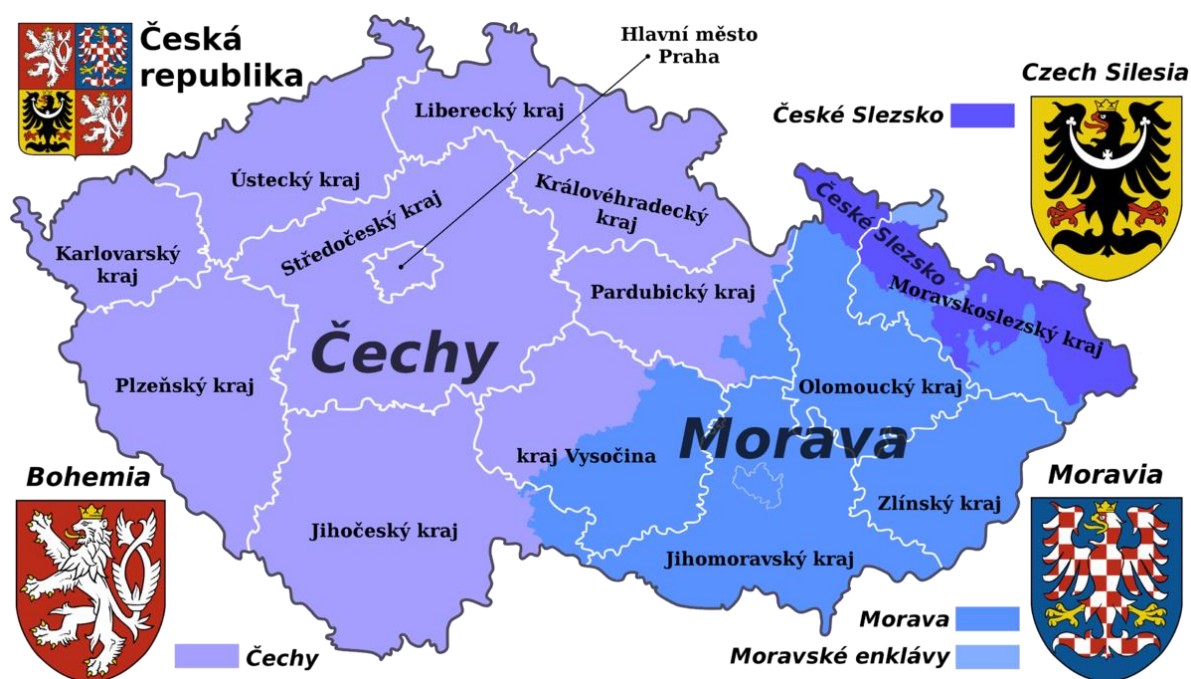 Česká
republika
Hlavní město
Praha
Czech Silesia
České Slezsko
Liberecký kraj
Ústecký kraj
Královéhradecký
kraj
Středočeský kraj
Karlovarský
kraj
České Slezsko
Moravskoslezský kraj
Pardubický kraj
Čechy
Plzeňský kraj
Olomoucký kraj
Morava
kraj Vysočina
Bohemia
Moravia
Zlínský kraj
Jihočeský kraj
Jihomoravský kraj
Morava
Moravské enklávy
Čechy